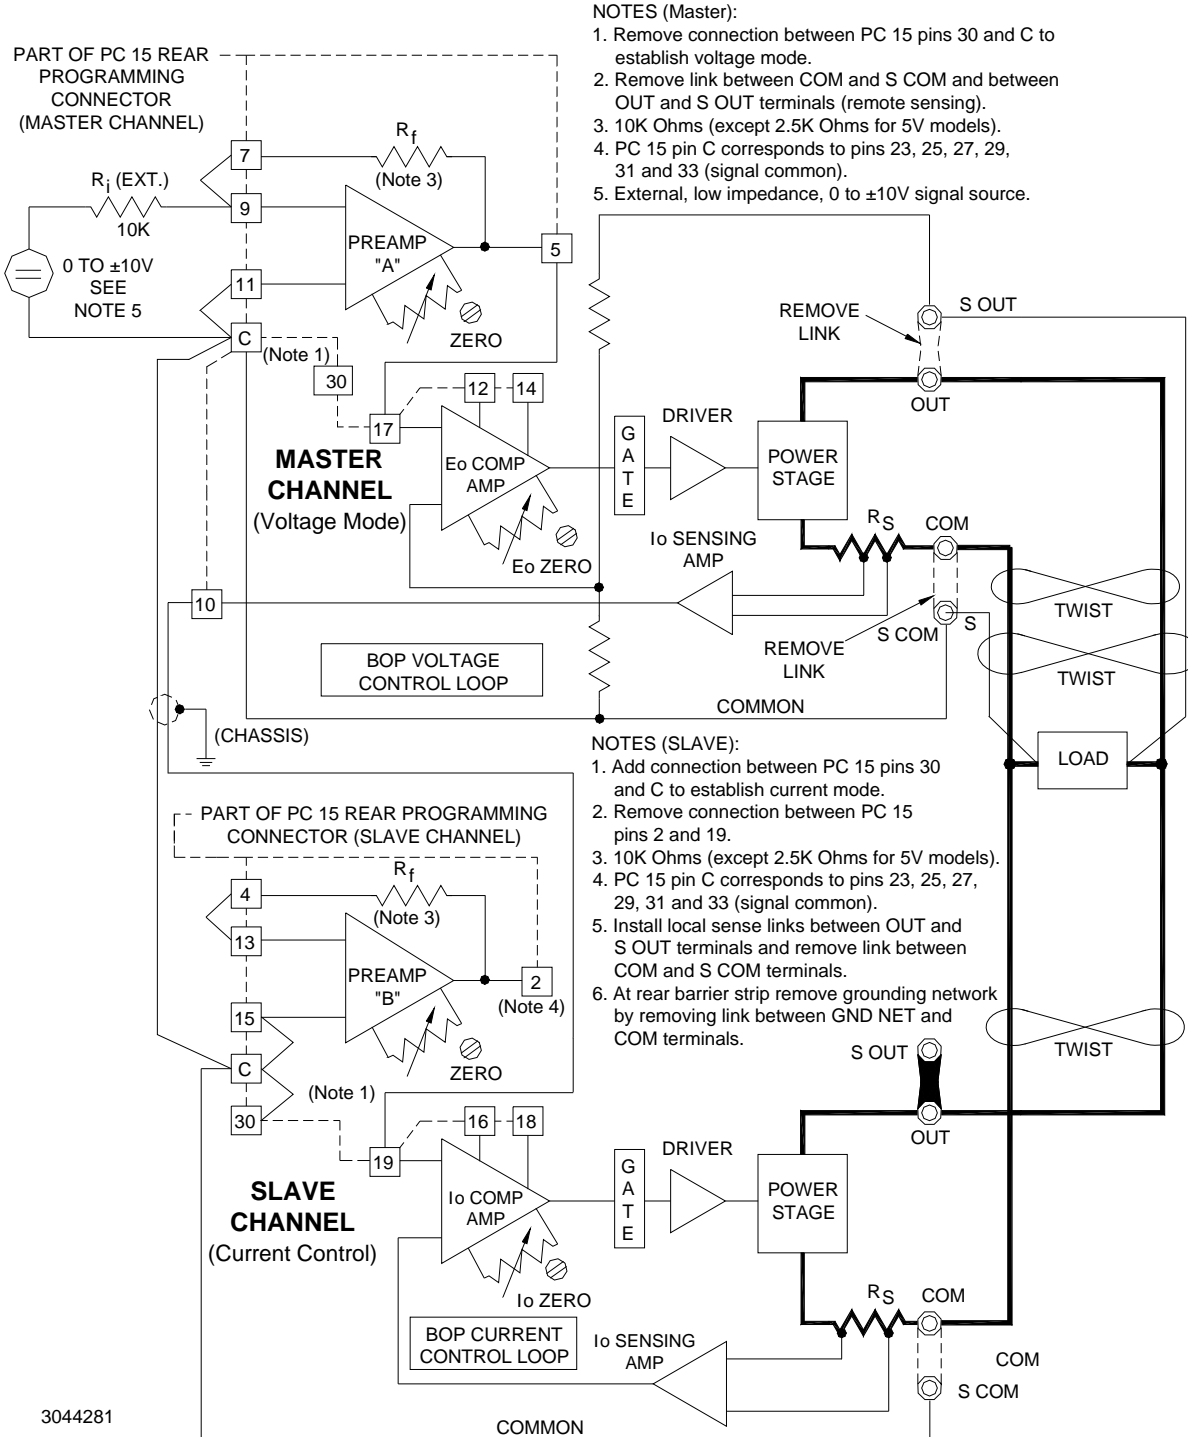 NOTES (Master):
1. Remove connection between PC 15 pins 30 and C to
establish voltage mode.
2. Remove link between COM and S COM and between
OUT and S OUT terminals (remote sensing).
3. 10K Ohms (except 2.5K Ohms for 5V models).
4. PC 15 pin C corresponds to pins 23, 25, 27, 29,
31 and 33 (signal common).
5. External, low impedance, 0 to ±10V signal source.
PART OF PC 15 REAR
PROGRAMMING
CONNECTOR
(MASTER CHANNEL)
7
Rf
(Note 3)
Ri (EXT.)
10K
9
PREAMP
"A"
5
0 TO ±10V
SEE
NOTE 5
11
ZERO
C
(Note 1)
30
S OUT
REMOVE
LINK
OUT
12
14
17
MASTER
CHANNEL
(Voltage Mode)
Eo COMP
AMP
Eo ZERO
GATE
DRIVER
POWER
STAGE
RS
COM
Io SENSING
AMP
10
S
S COM
REMOVE
LINK
TWIST
TWIST
BOP VOLTAGE
CONTROL LOOP
COMMON
(CHASSIS)
LOAD
NOTES (SLAVE):
1. Add connection between PC 15 pins 30
and C to establish current mode.
2. Remove connection between PC 15
pins 2 and 19.
3. 10K Ohms (except 2.5K Ohms for 5V models).
4. PC 15 pin C corresponds to pins 23, 25, 27,
29, 31 and 33 (signal common).
5. Install local sense links between OUT and
S OUT terminals and remove link between
COM and S COM terminals.
6. At rear barrier strip remove grounding network
by removing link between GND NET and
COM terminals.
PART OF PC 15 REAR PROGRAMMING
CONNECTOR (SLAVE CHANNEL)
4
Rf
(Note 3)
13
PREAMP
"B"
2
(Note 4)
15
ZERO
C
(Note 1)
30
TWIST
S OUT
OUT
16
18
19
SLAVE
CHANNEL
(Current Control)
Io COMP
AMP
Io ZERO
GATE
DRIVER
POWER
STAGE
RS
COM
BOP CURRENT
CONTROL LOOP
Io SENSING
AMP
COM
S COM
3044281
COMMON